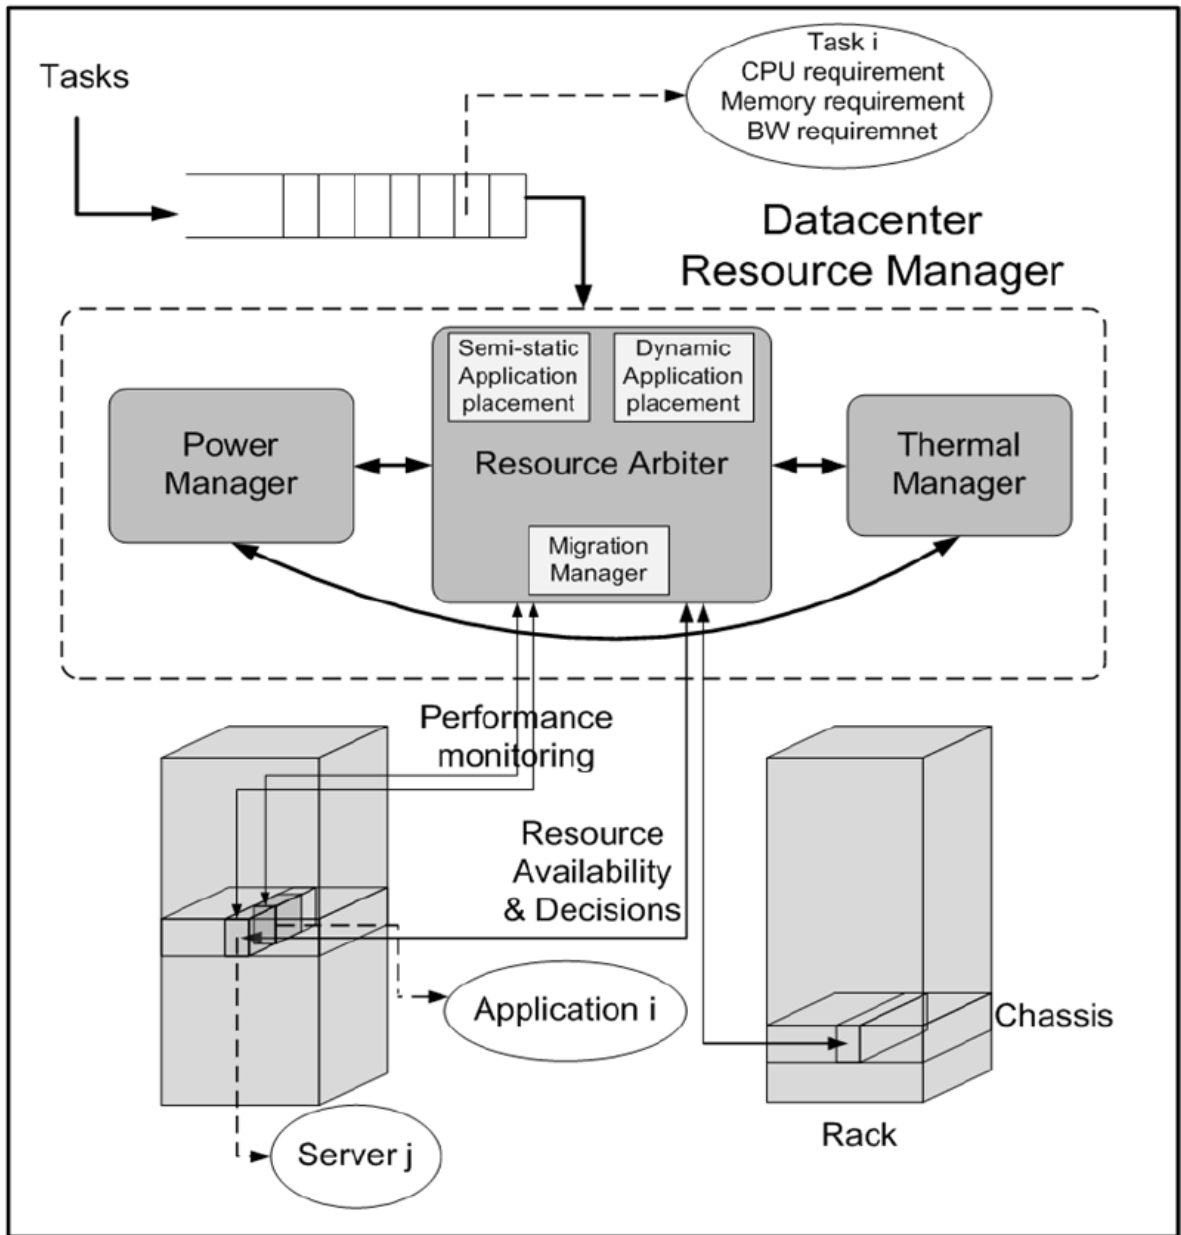 Task i
CPU requirement
Memory requirement
BW requiremnet
Tasks
Datacenter
Resource Manager
Semi-static
Application
placement
Dynamic
Application
placement
Power
Manager
Resource Arbiter
Thermal
Manager
Migration
Manager
Performance
monitoring
Resource
Availability
& Decisions
Application i
Chassis
Server j
Rack